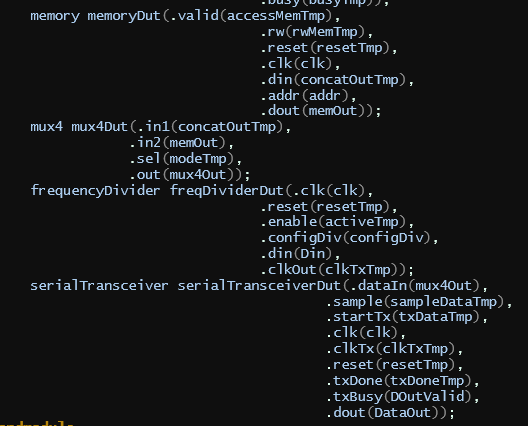 .busy(busyTmp));
memory memoryDut(.valid(accessMemTmp),
.rw(rwMemTmp),
.reset(resetTmp),
.clk(clk),
.din(concatOutTmp),
.addr(addr),
.dout(memOut));
mux4 mux4Dut(.in1(concatOutTmp),
.in2(memOut),
.sel(modeTmp),
.out(mux4Out));
frequencyDivider freqDividerDut(.clk(clk),
.reset(resetTmp),
.enable(activeTmp),
.configDiv(configDiv),
.din(Din),
.clkOut(clkTxTmp));
serialTransceiver serialTransceiverDut(.dataIn(mux4Out),
.sample(sampleDataTmp),
.startTx(txDataTmp),
.clk(clk),
.clkTx(clkTxTmp),
.reset(resetTmp),
.txDone(txDoneTmp),
.txBusy(DOutValid),
.dout(DataOut));
endmodule